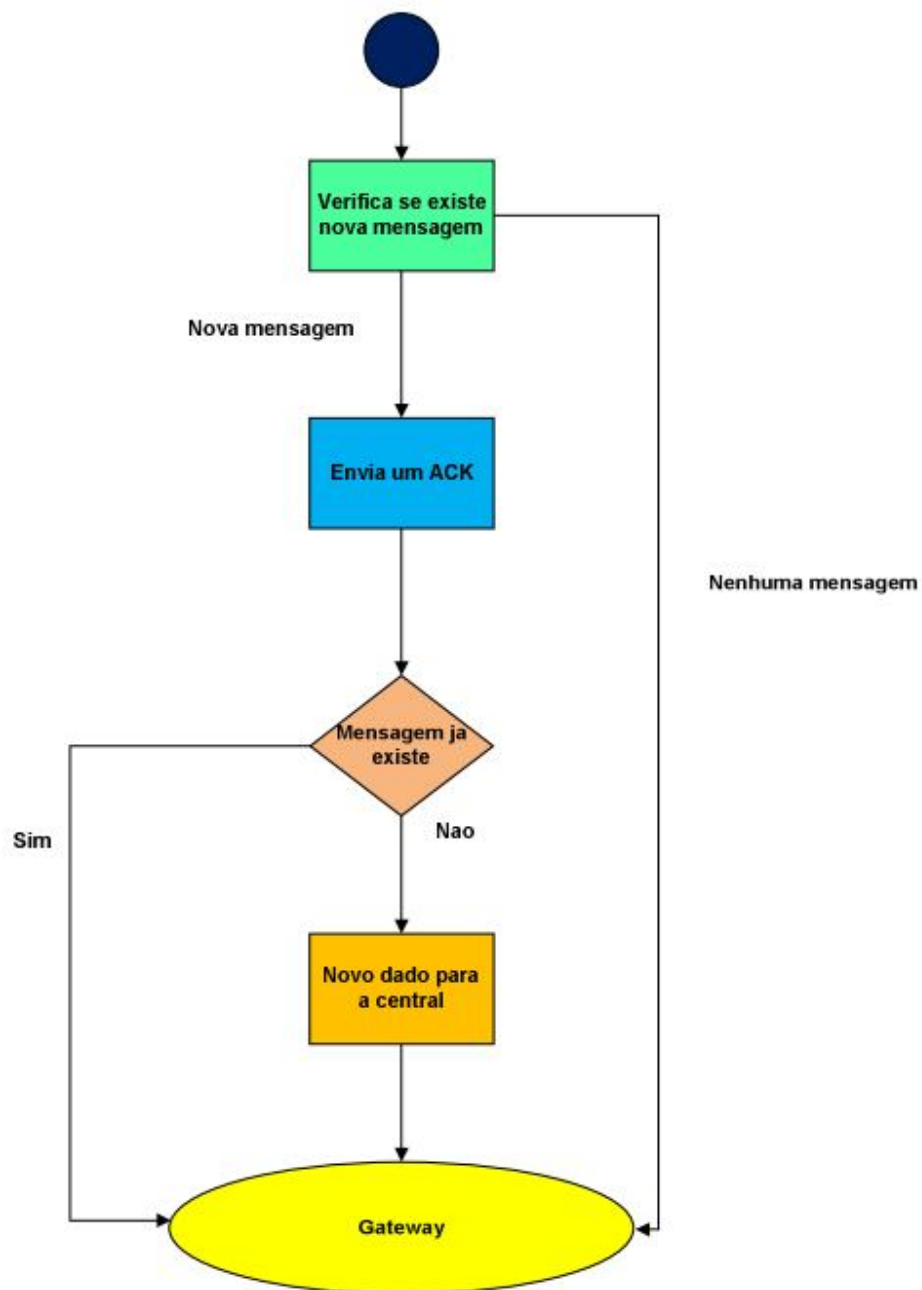 Verifica se existe
nova mensagem
Nova mensagem
Envia um ACK
Nenhuma mensagem
Mensagem ja
existe
Nao
Sim
Novo dado para
a central
Gateway